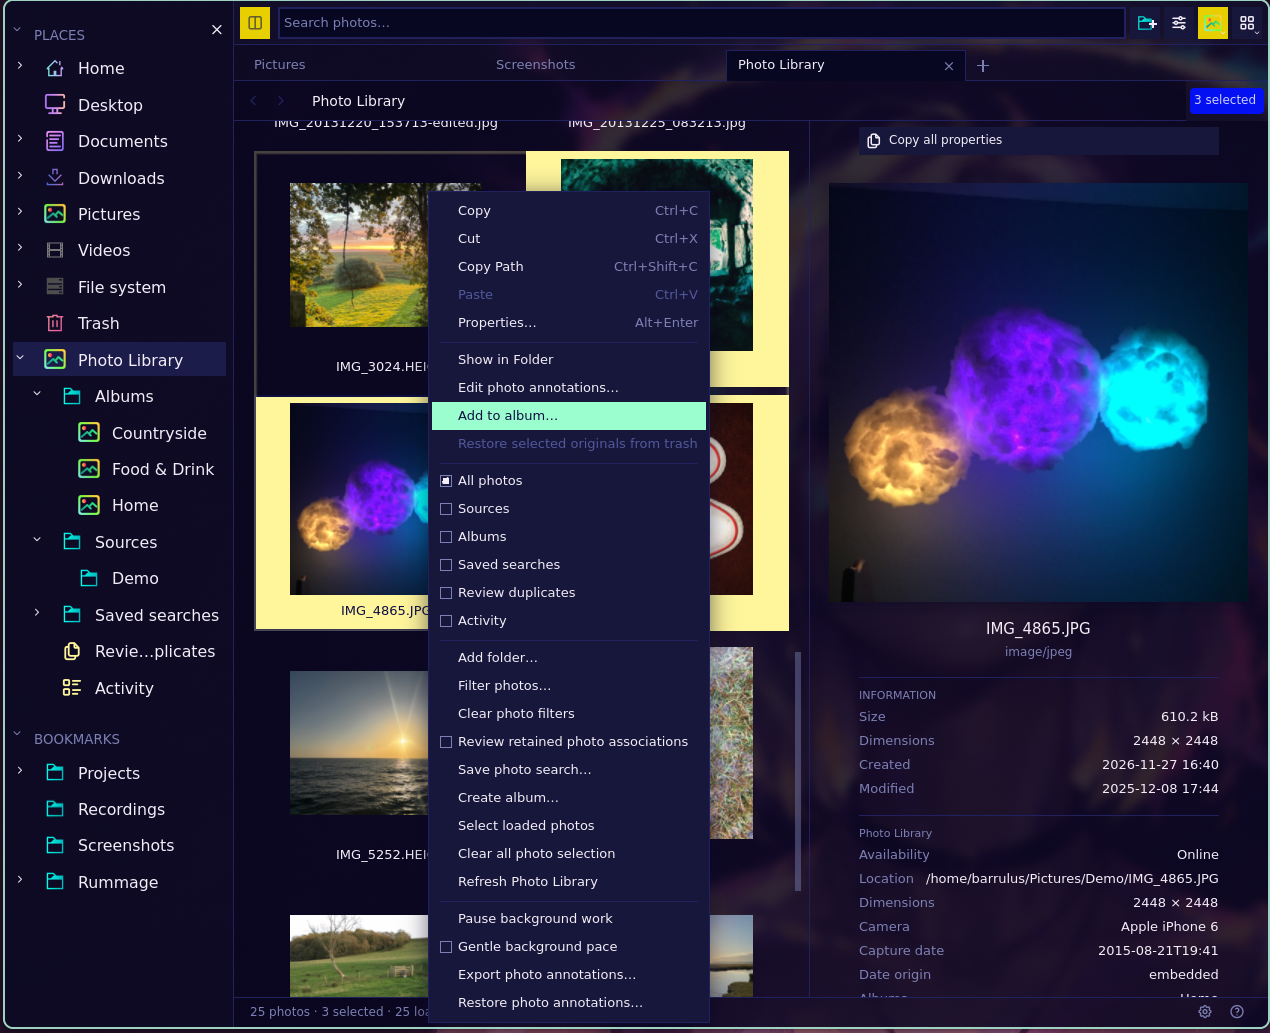 PLACES
Home
Desktop
Documents
Downloads
Pictures
Videos
File system
Trash
Photo Library
Albums
Countryside
Food & Drink
Home
Sources
Demo
Saved searches
Revie…plicates
Activity
BOOKMARKS
Projects
Recordings
Screenshots
Rummage
Search photos…
Pictures
Screenshots
Photo Library
Photo Library
3 selected
IMG_20131220_153713-edited.jpg
IMG_20131225_083213.jpg
IMG_3024.HEI
IMG_4865.JPG
IMG_5252.HEI
Copy Ctrl+C
Cut Ctrl+X
Copy Path Ctrl+Shift+C
Paste Ctrl+V
Properties… Alt+Enter
Show in Folder
Edit photo annotations…
Add to album…
Restore selected originals from trash
All photos
Sources
Albums
Saved searches
Review duplicates
Activity
Add folder…
Filter photos…
Clear photo filters
Review retained photo associations
Save photo search…
Create album…
Select loaded photos
Clear all photo selection
Refresh Photo Library
Pause background work
Gentle background pace
Export photo annotations…
Restore photo annotations…
Copy all properties
IMG_4865.JPG
image/jpeg
INFORMATION
Size 610.2 kB
Dimensions 2448 × 2448
Created 2026-11-27 16:40
Modified 2025-12-08 17:44
Photo Library
Availability Online
Location /home/barrulus/Pictures/Demo/IMG_4865.JPG
Dimensions 2448 × 2448
Camera Apple iPhone 6
Capture date 2015-08-21T19:41
Date origin embedded
Albums Home
25 photos · 3 selected · 25 loa